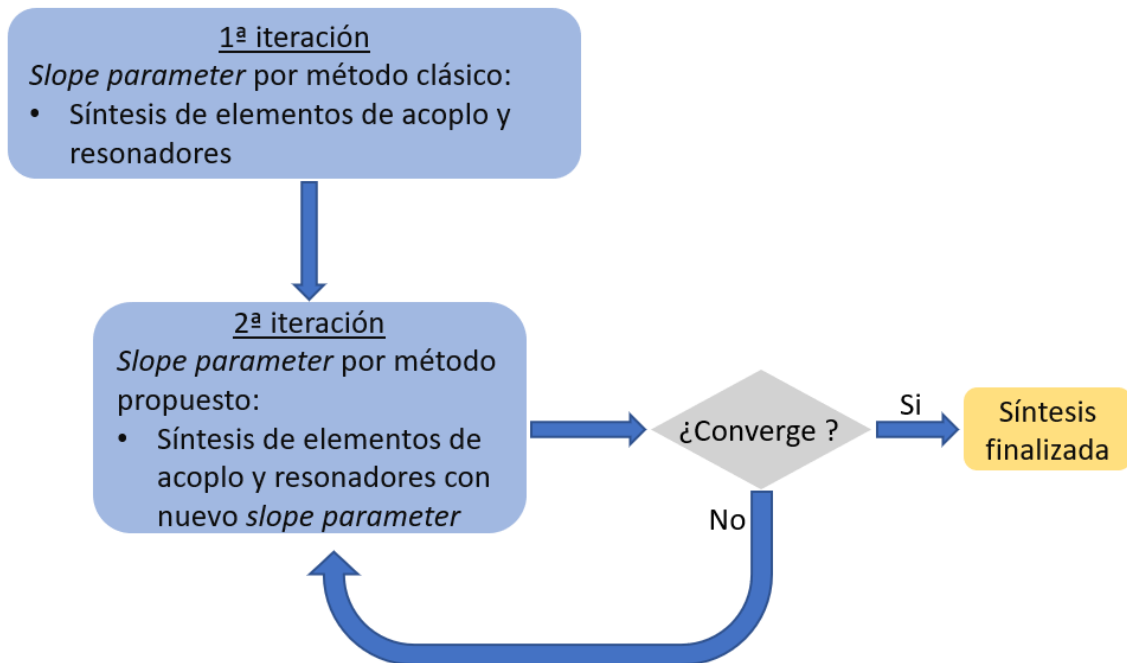 1ª iteración
Slope parameter por método clásico:
• Síntesis de elementos de acoplo y
resonadores
2ª iteración
Slope parameter por método
propuesto:
• Síntesis de elementos de
acoplo y resonadores con
nuevo slope parameter
¿Converge ?
Si
Síntesis
finalizada
No